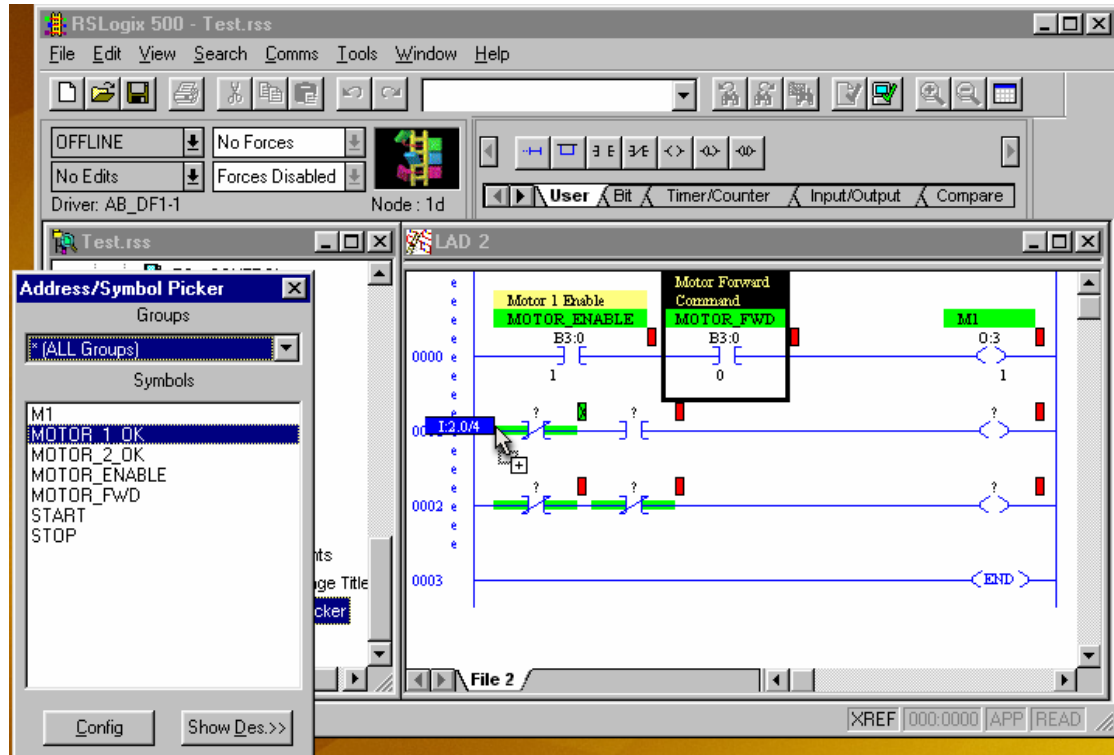 RSLogix 500 - Test.rss
File Edit View Search Comms Tools Window Help
OFFLINE No Forces
No Edits Forces Disabled
Driver: AB_DF1-1 Node : 1d
User Bit Timer/Counter Input/Output Compare
Test.rss
LAD 2
Address/Symbol Picker
Groups
* (ALL Groups)
Symbols
M1
MOTOR_1_OK
MOTOR_2_OK
MOTOR_ENABLE
MOTOR_FWD
START
STOP
Config Show Des.>>
nts
ge Title
cker
e
Motor Forward
e Motor 1 Enable Command
e MOTOR_ENABLE MOTOR_FWD M1
e B3:0 B3:0 O:3
0000 e
e 1 0 1
e
? ? ?
I:2.0/4
e
e
e
e ? ? ?
0002 e
e
e
0003 END
File 2
XREF 000:0000 APP READ